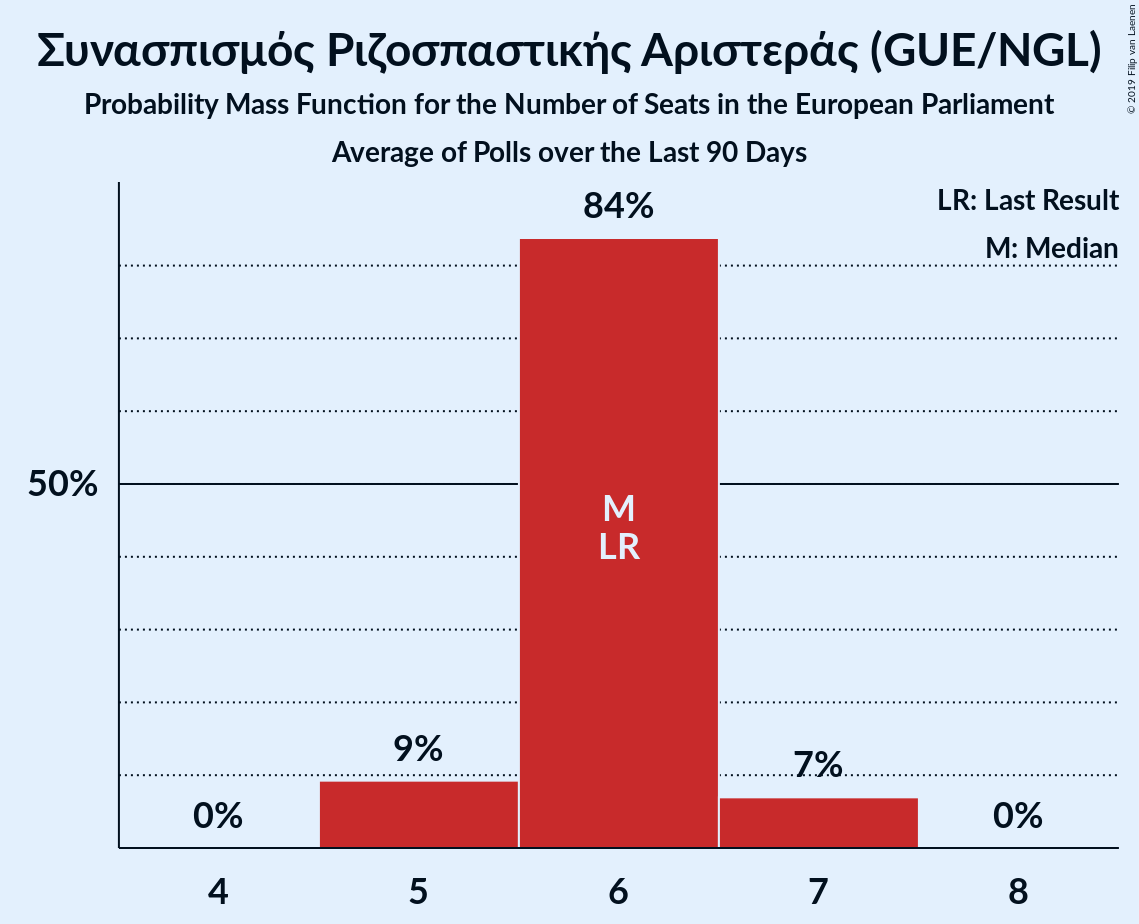 Συνασπισμός Ριζοσπαστικής Αριστεράς (GUE/NGL)
Probability Mass Function for the Number of Seats in the European Parliament
Average of Polls over the Last 90 Days
© 2019 Filip van Laenen
LR: Last Result
M: Median
84%
50%
M
LR
9%
7%
0%
0%
4
5
6
7
8